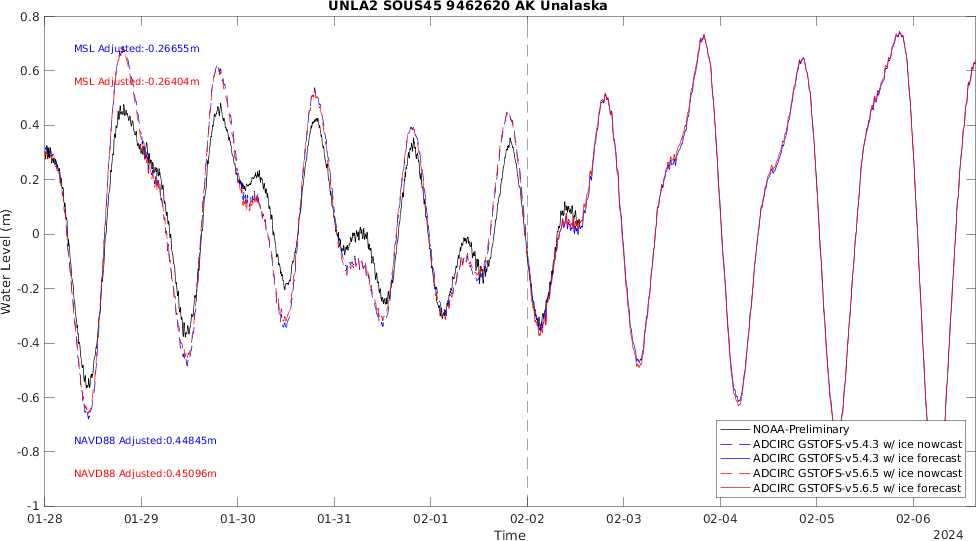 UNLA2 SOUS45 9462620 AK Unalaska
0.8
0.6
0.4
0.2
0
-0.2
-0.4
-0.6
-0.8
-1
Water Level (m)
MSL Adjusted:-0.26655m
MSL Adjusted:-0.26404m
NAVD88 Adjusted:0.44845m
NAVD88 Adjusted:0.45096m
NOAA-Preliminary
ADCIRC GSTOFS-v5.4.3 w/ ice nowcast
ADCIRC GSTOFS-v5.4.3 w/ ice forecast
ADCIRC GSTOFS-v5.6.5 w/ ice nowcast
ADCIRC GSTOFS-v5.6.5 w/ ice forecast
01-28 01-29 01-30 01-31 02-01 02-02 02-03 02-04 02-05 02-06
Time
2024